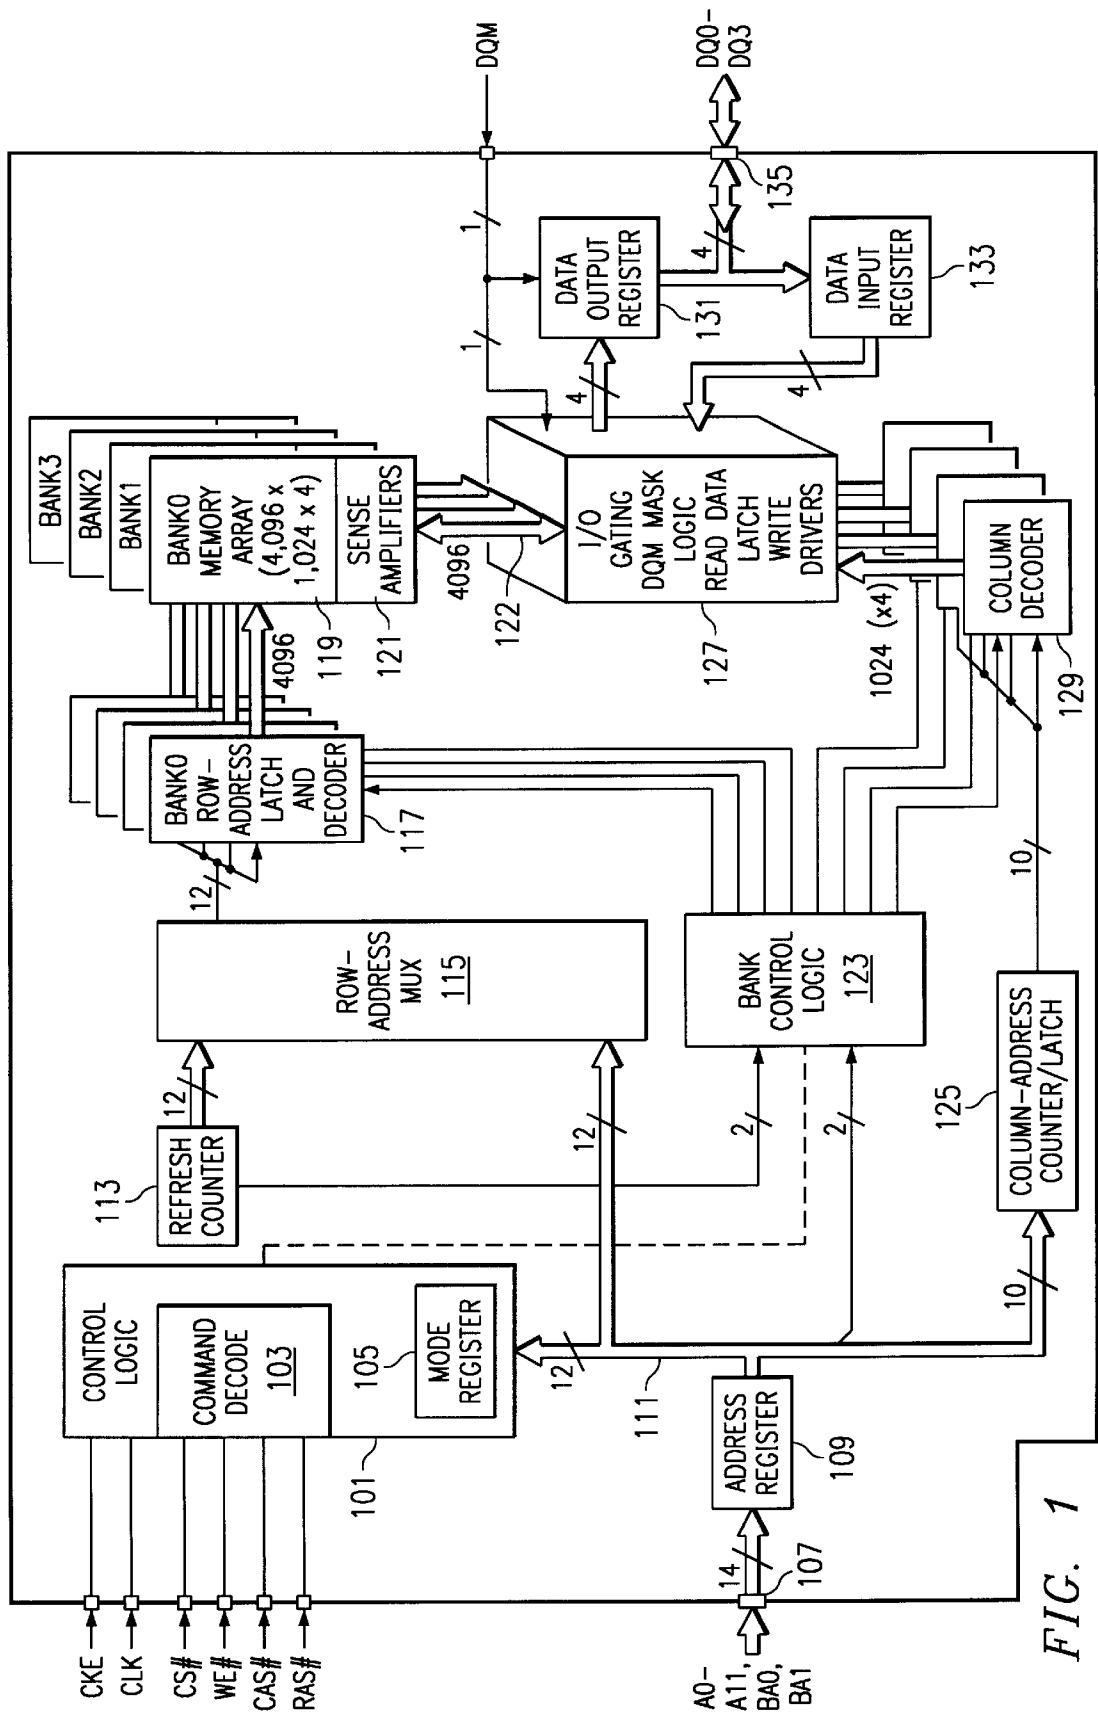 CKE
CLK
CS#
WE#
CAS#
RAS#
A0-
A11,
BA0,
BA1
CONTROL
LOGIC
COMMAND
DECODE
103
105
MODE
REGISTER
101
12
111
14
107
ADDRESS
REGISTER
109
113
REFRESH
COUNTER
12
12
2
2
10
ROW-
ADDRESS
MUX
115
BANK
CONTROL
LOGIC
123
125
COLUMN-ADDRESS
COUNTER/LATCH
12
BANK0
ROW-
ADDRESS
LATCH
AND
DECODER
117
10
4096
BANK3
BANK2
BANK1
BANK0
MEMORY
ARRAY
(4,096 x
1,024 x 4)
119
SENSE
AMPLIFIERS
121
4096
122
I/O
GATING
DQM MASK
LOGIC
READ DATA
LATCH
WRITE
DRIVERS
127
1024 (x4)
COLUMN
DECODER
129
1
1
4
DATA
OUTPUT
REGISTER
131
4
4
DATA
INPUT
REGISTER
133
135
DQM
DQ0-
DQ3
FIG. 1